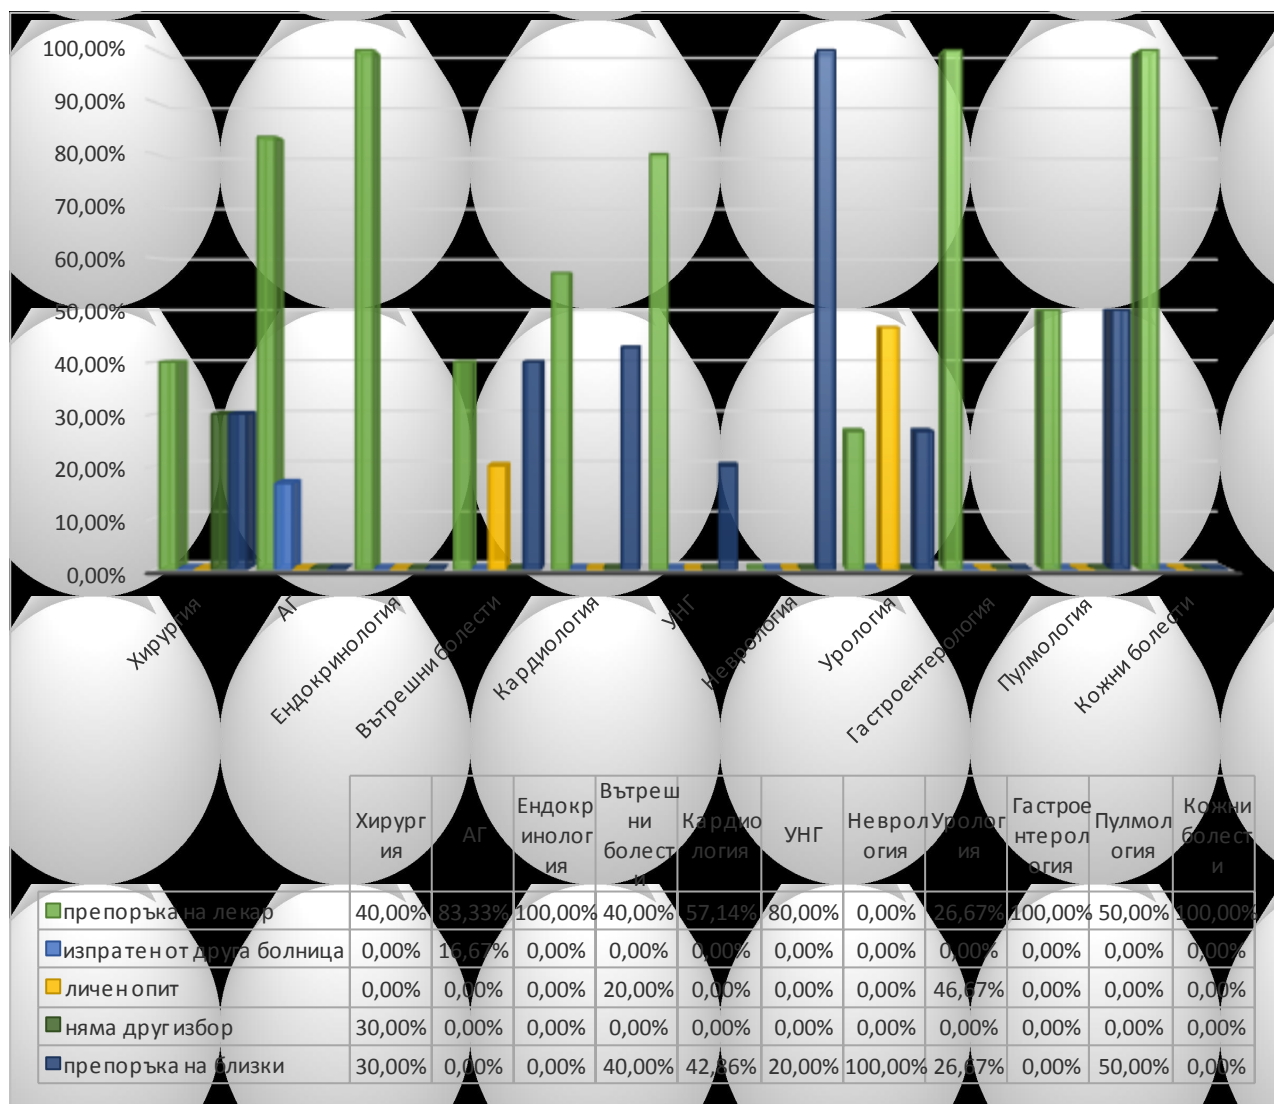 100,00%
90,00%
80,00%
70,00%
60,00%
50,00%
40,00%
30,00%
20,00%
10,00%
0,00%
Хирургия
АГ
Ендокринология
Вътрешни болести
Кардиология
УНГ
Неврология
Урология
Гастроентерология
Пулмология
Кожни болести
Хирург
ия
АГ
Ендокр
инолог
ия
Вътреш
ни
болест
и
Кардио
логия
УНГ
Неврол
огия
Уролог
ия
Гастрое
нтерол
огия
Пулмол
огия
Кожни
болест
и
препоръка на лекар 40,00% 83,33% 100,00% 40,00% 57,14% 80,00% 0,00% 26,67% 100,00% 50,00% 100,00%
изпратен от друга болница 0,00% 16,67% 0,00% 0,00% 0,00% 0,00% 0,00% 0,00% 0,00% 0,00% 0,00%
личен опит 0,00% 0,00% 0,00% 20,00% 0,00% 0,00% 0,00% 46,67% 0,00% 0,00% 0,00%
няма друг избор 30,00% 0,00% 0,00% 0,00% 0,00% 0,00% 0,00% 0,00% 0,00% 0,00% 0,00%
препоръка на близки 30,00% 0,00% 0,00% 40,00% 42,86% 20,00% 100,00% 26,67% 0,00% 50,00% 0,00%